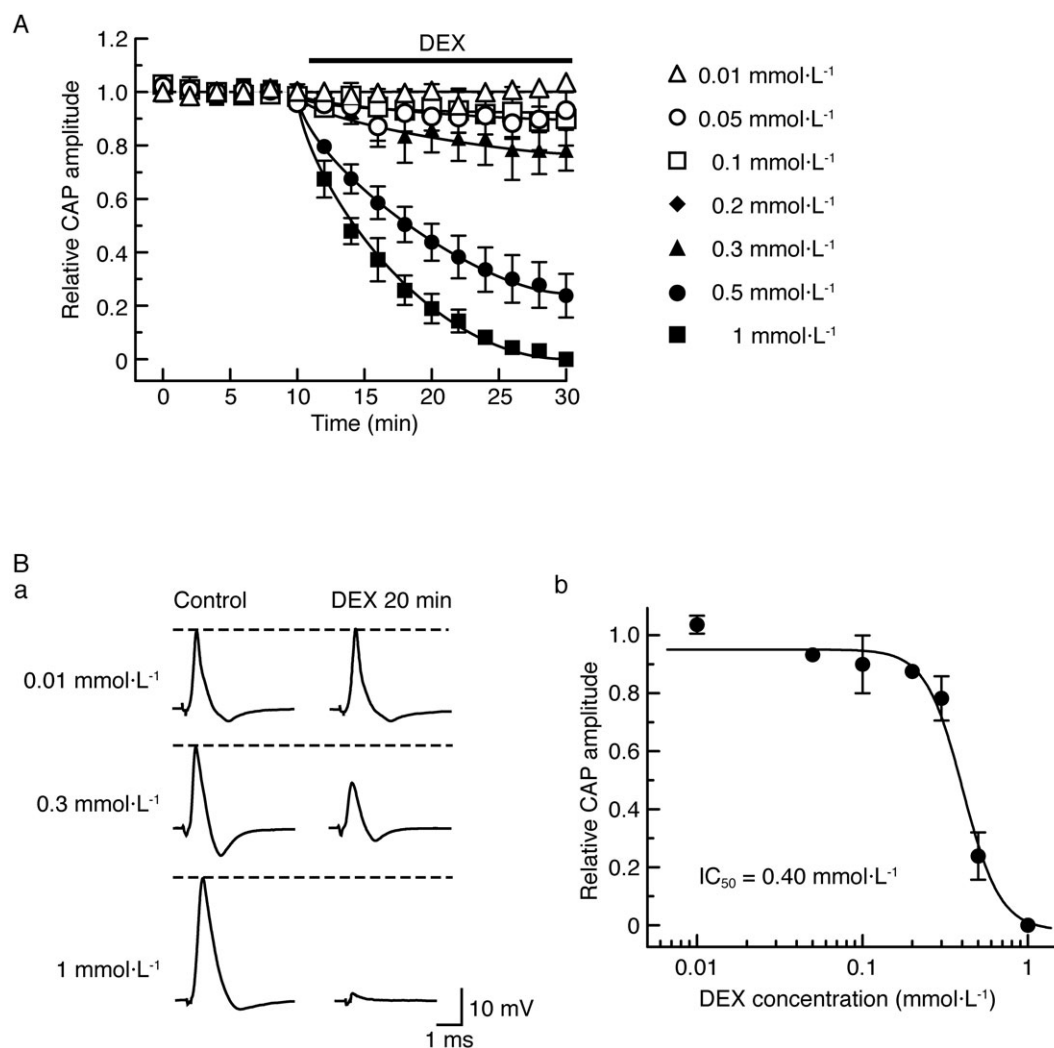 A
DEX
1.2
1.0
0.8
0.6
0.4
0.2
0
Relative CAP amplitude
0 5 10 15 20 25 30
Time (min)
0.01 mmol·L⁻¹
0.05 mmol·L⁻¹
0.1 mmol·L⁻¹
0.2 mmol·L⁻¹
0.3 mmol·L⁻¹
0.5 mmol·L⁻¹
1 mmol·L⁻¹
B
a
Control DEX 20 min
0.01 mmol·L⁻¹
0.3 mmol·L⁻¹
1 mmol·L⁻¹
10 mV
1 ms
b
1.0
0.8
0.6
0.4
0.2
0
Relative CAP amplitude
IC₅₀ = 0.40 mmol·L⁻¹
0.01 0.1 1
DEX concentration (mmol·L⁻¹)